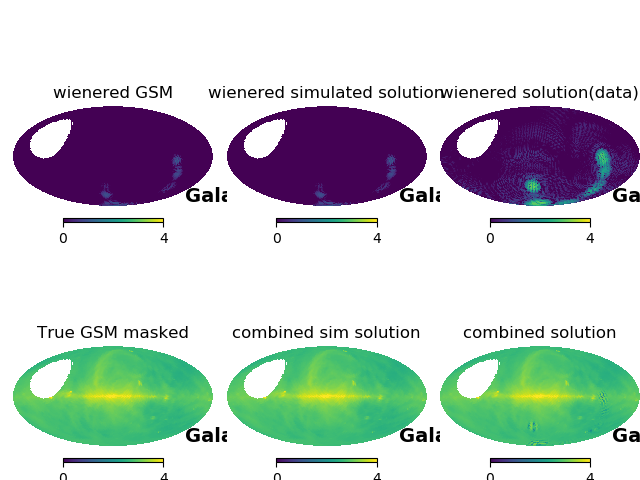 wienered GSM
wienered simulated solution
wienered solution(data)
Gala
Gala
Ga
0 4
0 4
0 4
True GSM masked
combined sim solution
combined solution
Gala
Gala
Ga
0 4
0 4
0 4